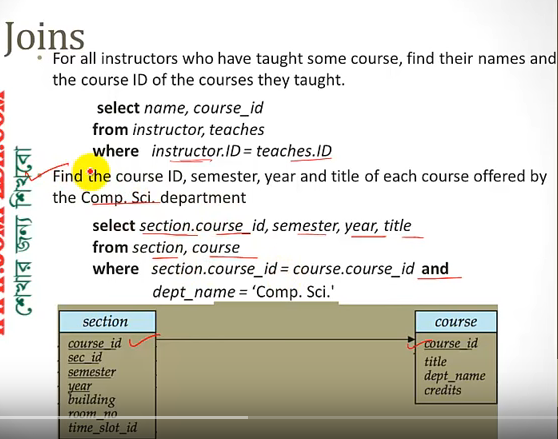 Joins
• For all instructors who have taught some course, find their names and
the course ID of the courses they taught.
select name, course_id
from instructor, teaches
where instructor.ID = teaches.ID
• Find the course ID, semester, year and title of each course offered by
the Comp. Sci. department
select section.course_id, semester, year, title
from section, course
where section.course_id = course.course_id and
dept_name = ‘Comp. Sci.'
section
course_id
sec_id
semester
year
building
room_no
time_slot_id
course
course_id
title
dept_name
credits
শেখার জন্য শিখবো